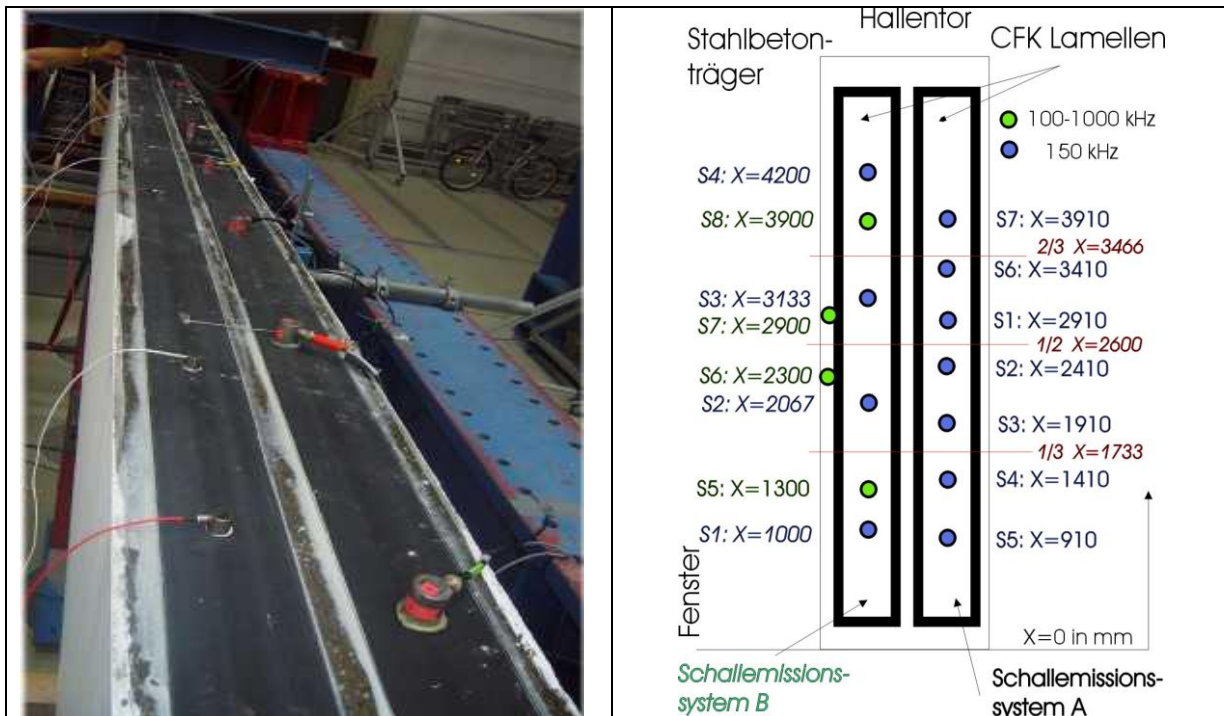 Hallentor
Stahlbeton-
träger
CFK Lamellen
100-1000 kHz
150 kHz
S4: X=4200
S8: X=3900
S7: X=3910
2/3 X=3466
S6: X=3410
S3: X=3133
S7: X=2900
S1: X=2910
1/2 X=2600
S6: X=2300
S2: X=2410
S2: X=2067
S3: X=1910
1/3 X=1733
S5: X=1300
S4: X=1410
S1: X=1000
S5: X=910
Fenster
X=0 in mm
Schallemissions-
system B
Schallemissions-
system A